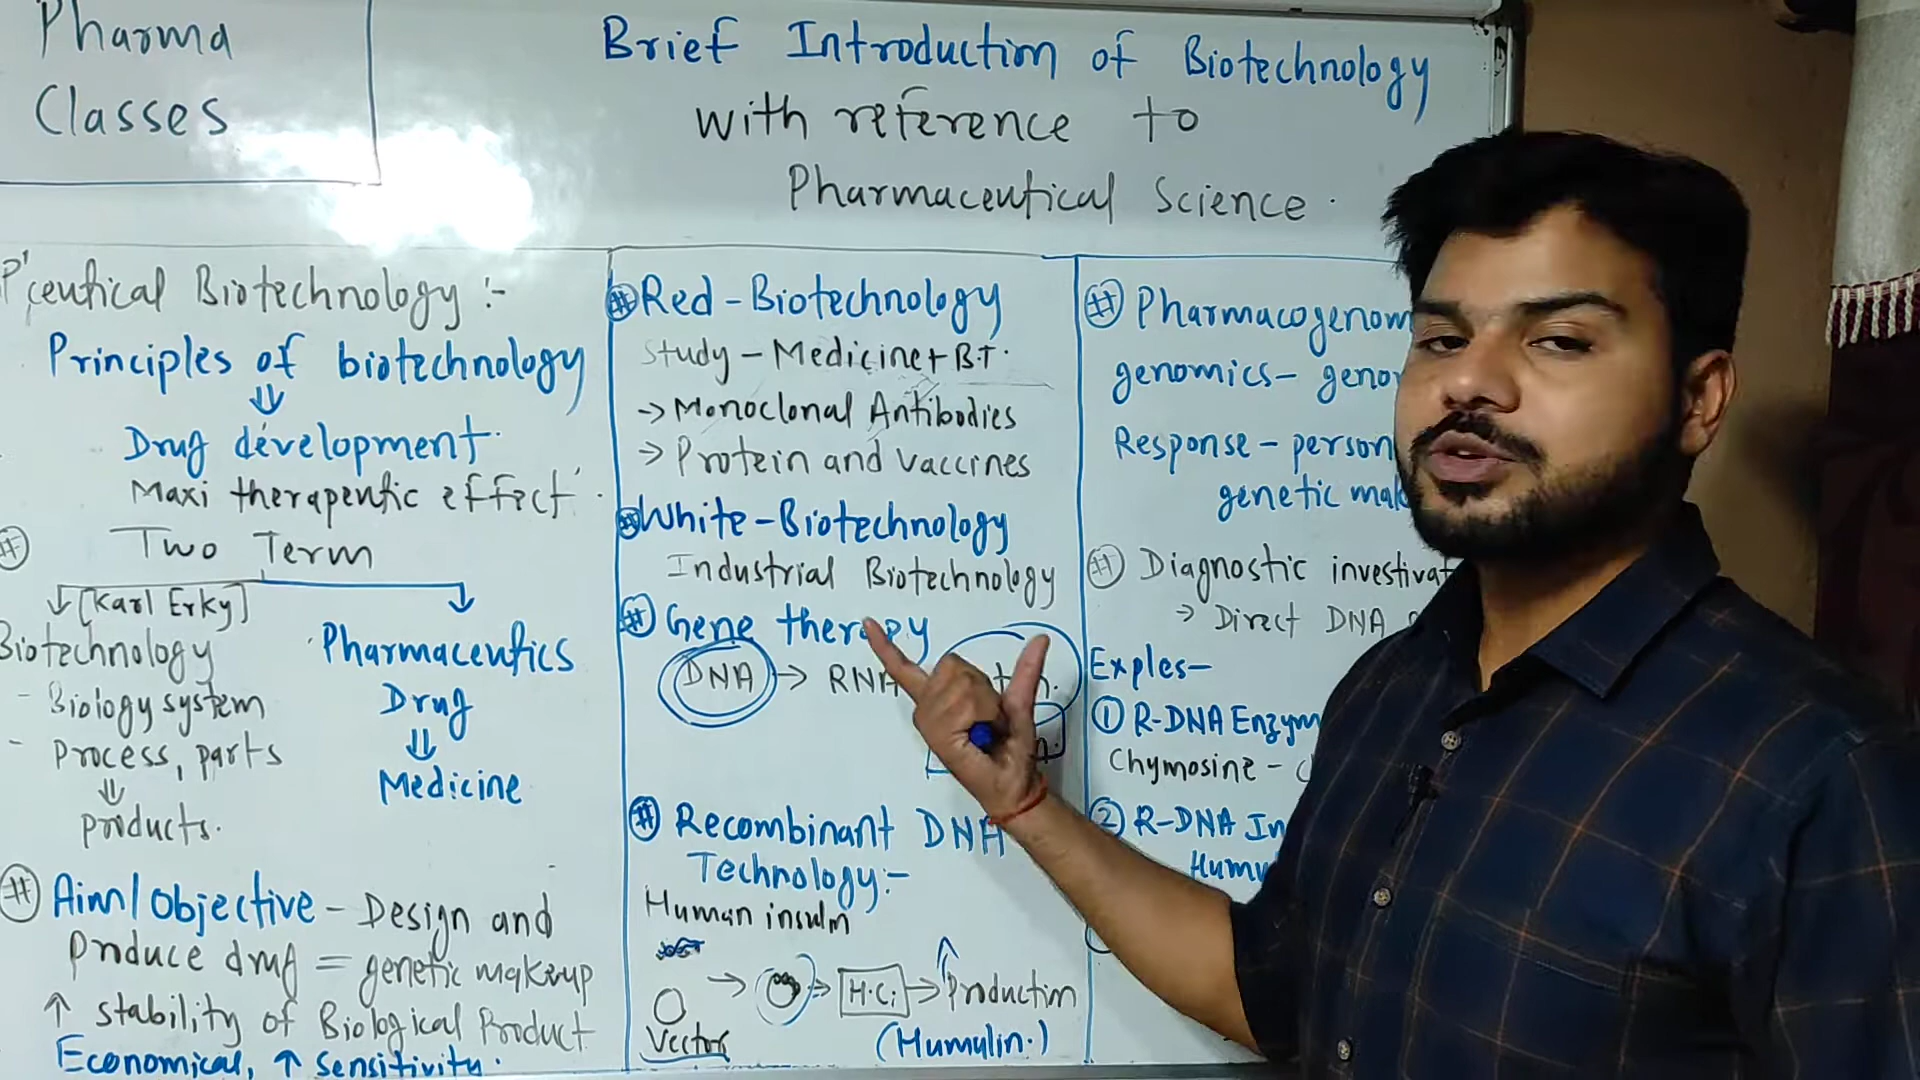 Pharma
Classes
Brief Introduction of Biotechnology
with reference to
Pharmaceutical Science.
P'ceutical Biotechnology :-
Principles of biotechnology
⇓
Drug development.
Maxi therapeutic effect.
# Two Term
↓ [Karl Erky] ↓
Biotechnology
- Biology system
- Process, parts
⇓
products.
Pharmaceutics
Drug
⇓
Medicine
# Aim/Objective - Design and
produce drug = genetic makeup
↑ stability of Biological Product
Economical, ↑ sensitivity.
# Red-Biotechnology
Study - Medicine + B.T.
→ Monoclonal Antibodies
→ Protein and vaccines
# White-Biotechnology
Industrial Biotechnology
# Gene therapy
DNA → RNA
# Recombinant DNA
Technology:-
Human insulin
→ → H.C. → Production
Vector (Humulin.)
# Pharmacogenom
genomics - geno
Response - person
genetic mak
# Diagnostic investivat
→ Direct DNA
Exples-
① R-DNA Enzym
Chymosine - c
② R-DNA In
Humu